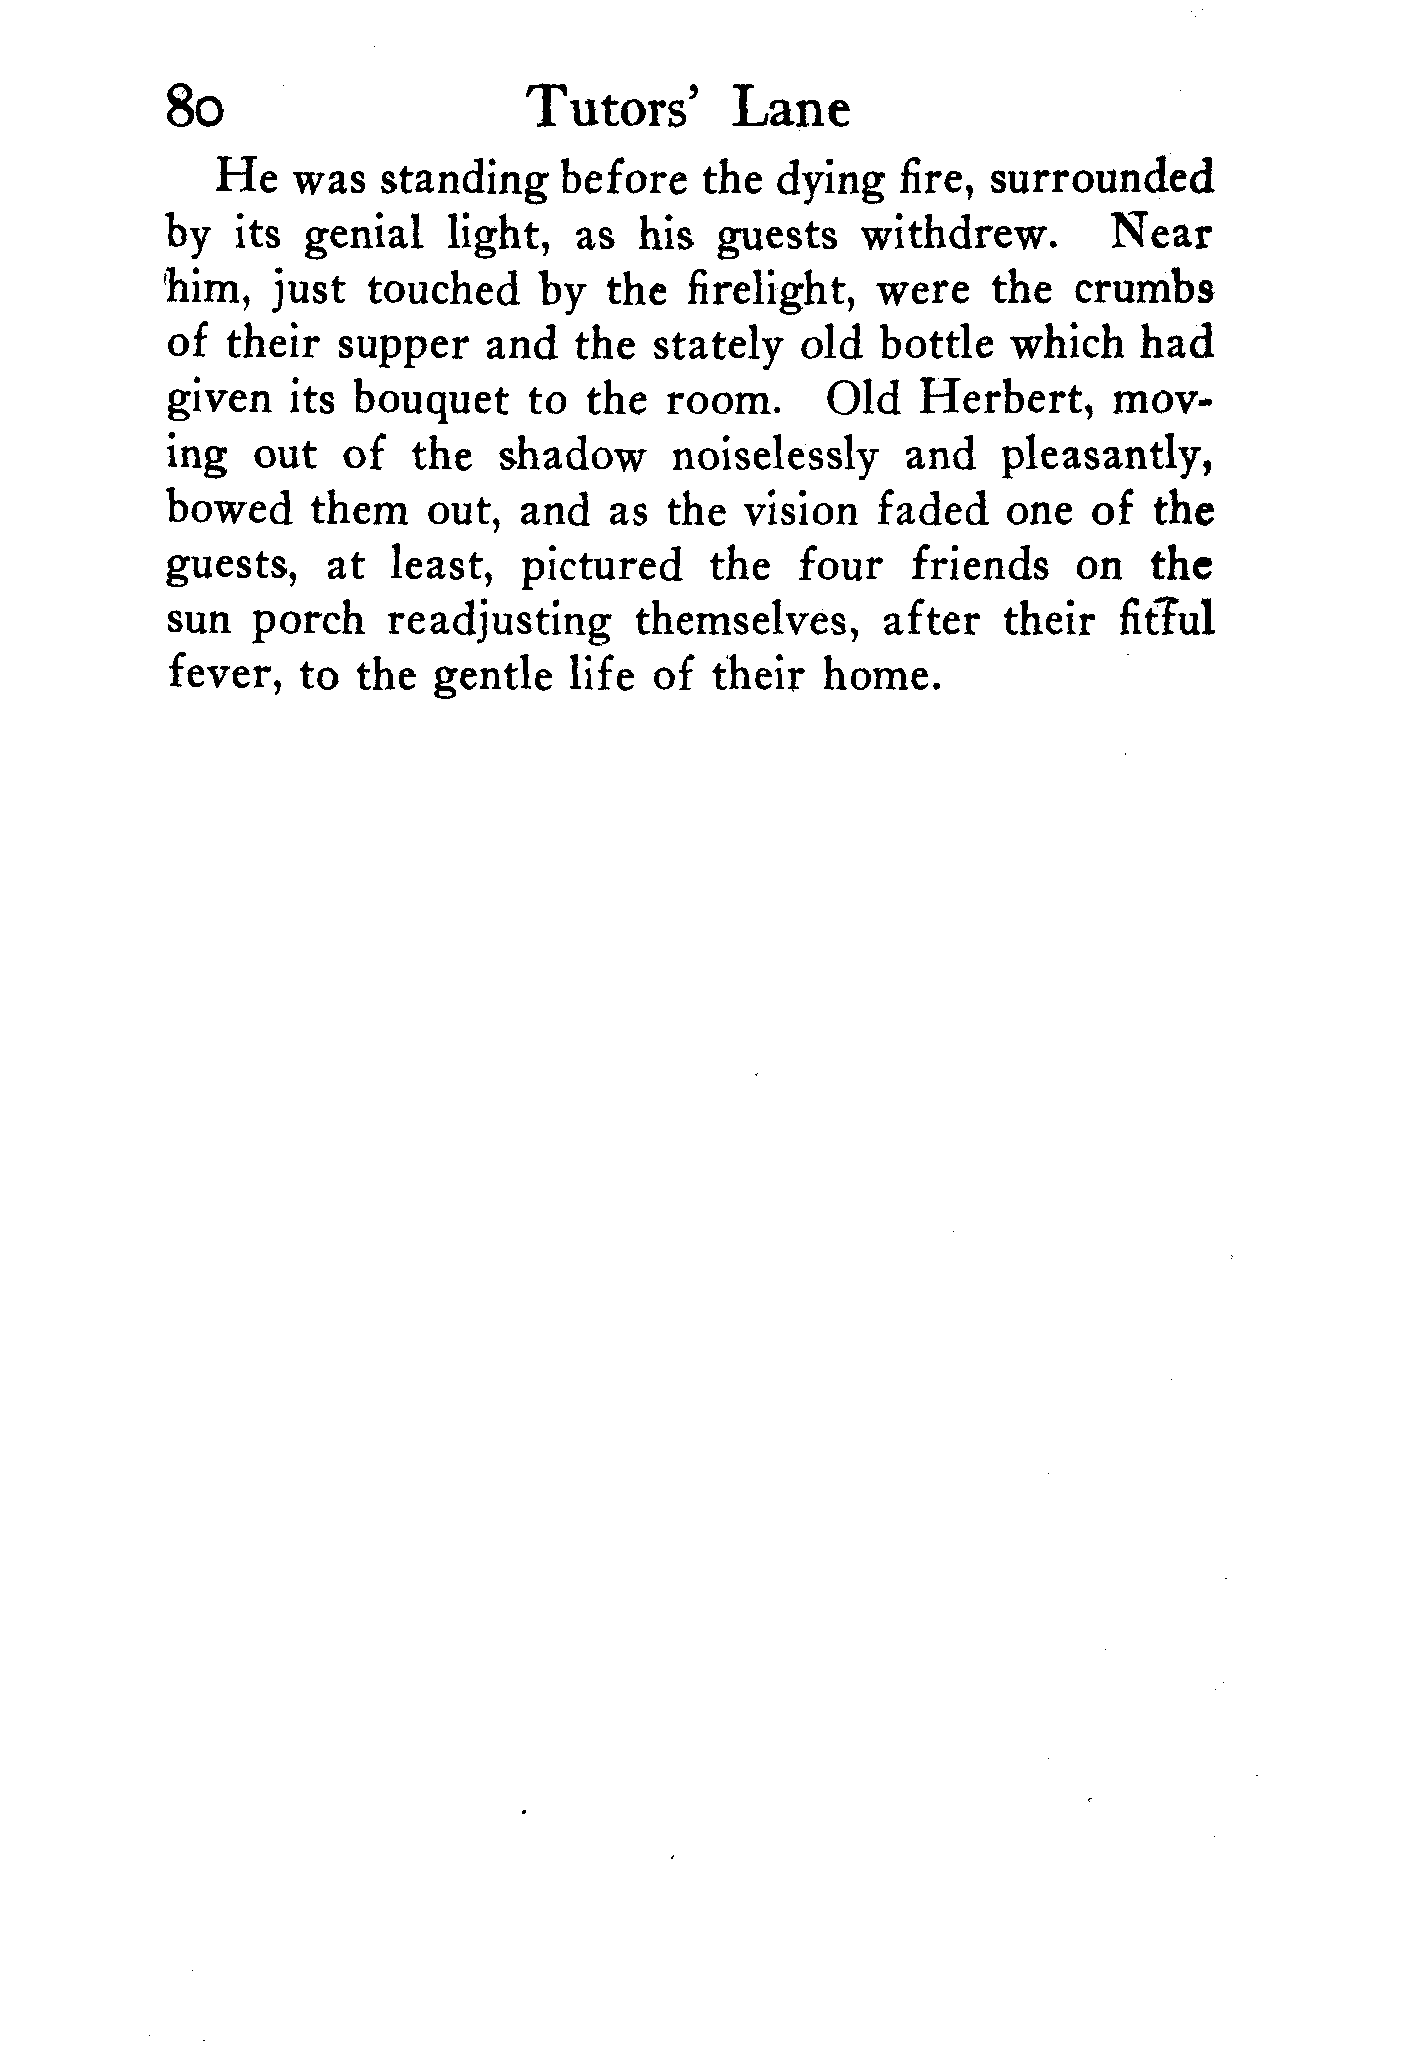 80 Tutors' Lane
He was standing before the dying fire, surrounded
by its genial light, as his guests withdrew. Near
him, just touched by the firelight, were the crumbs
of their supper and the stately old bottle which had
given its bouquet to the room. Old Herbert, mov-
ing out of the shadow noiselessly and pleasantly,
bowed them out, and as the vision faded one of the
guests, at least, pictured the four friends on the
sun porch readjusting themselves, after their fitful
fever, to the gentle life of their home.